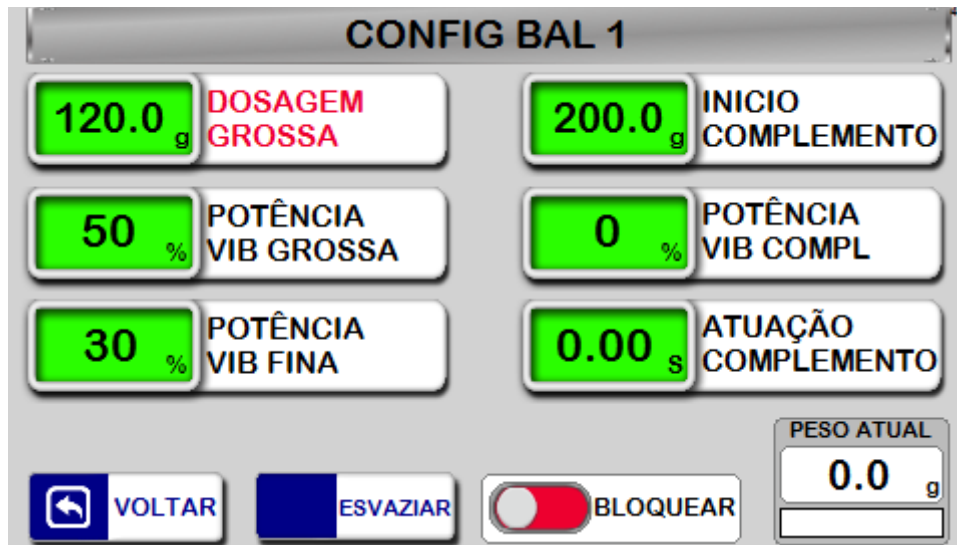 CONFIG BAL 1
120.0 g
DOSAGEM
GROSSA
200.0 g
INICIO
COMPLEMENTO
50 %
POTÊNCIA
VIB GROSSA
0 %
POTÊNCIA
VIB COMPL
30 %
POTÊNCIA
VIB FINA
0.00 s
ATUAÇÃO
COMPLEMENTO
PESO ATUAL
0.0 g
VOLTAR
ESVAZIAR
BLOQUEAR